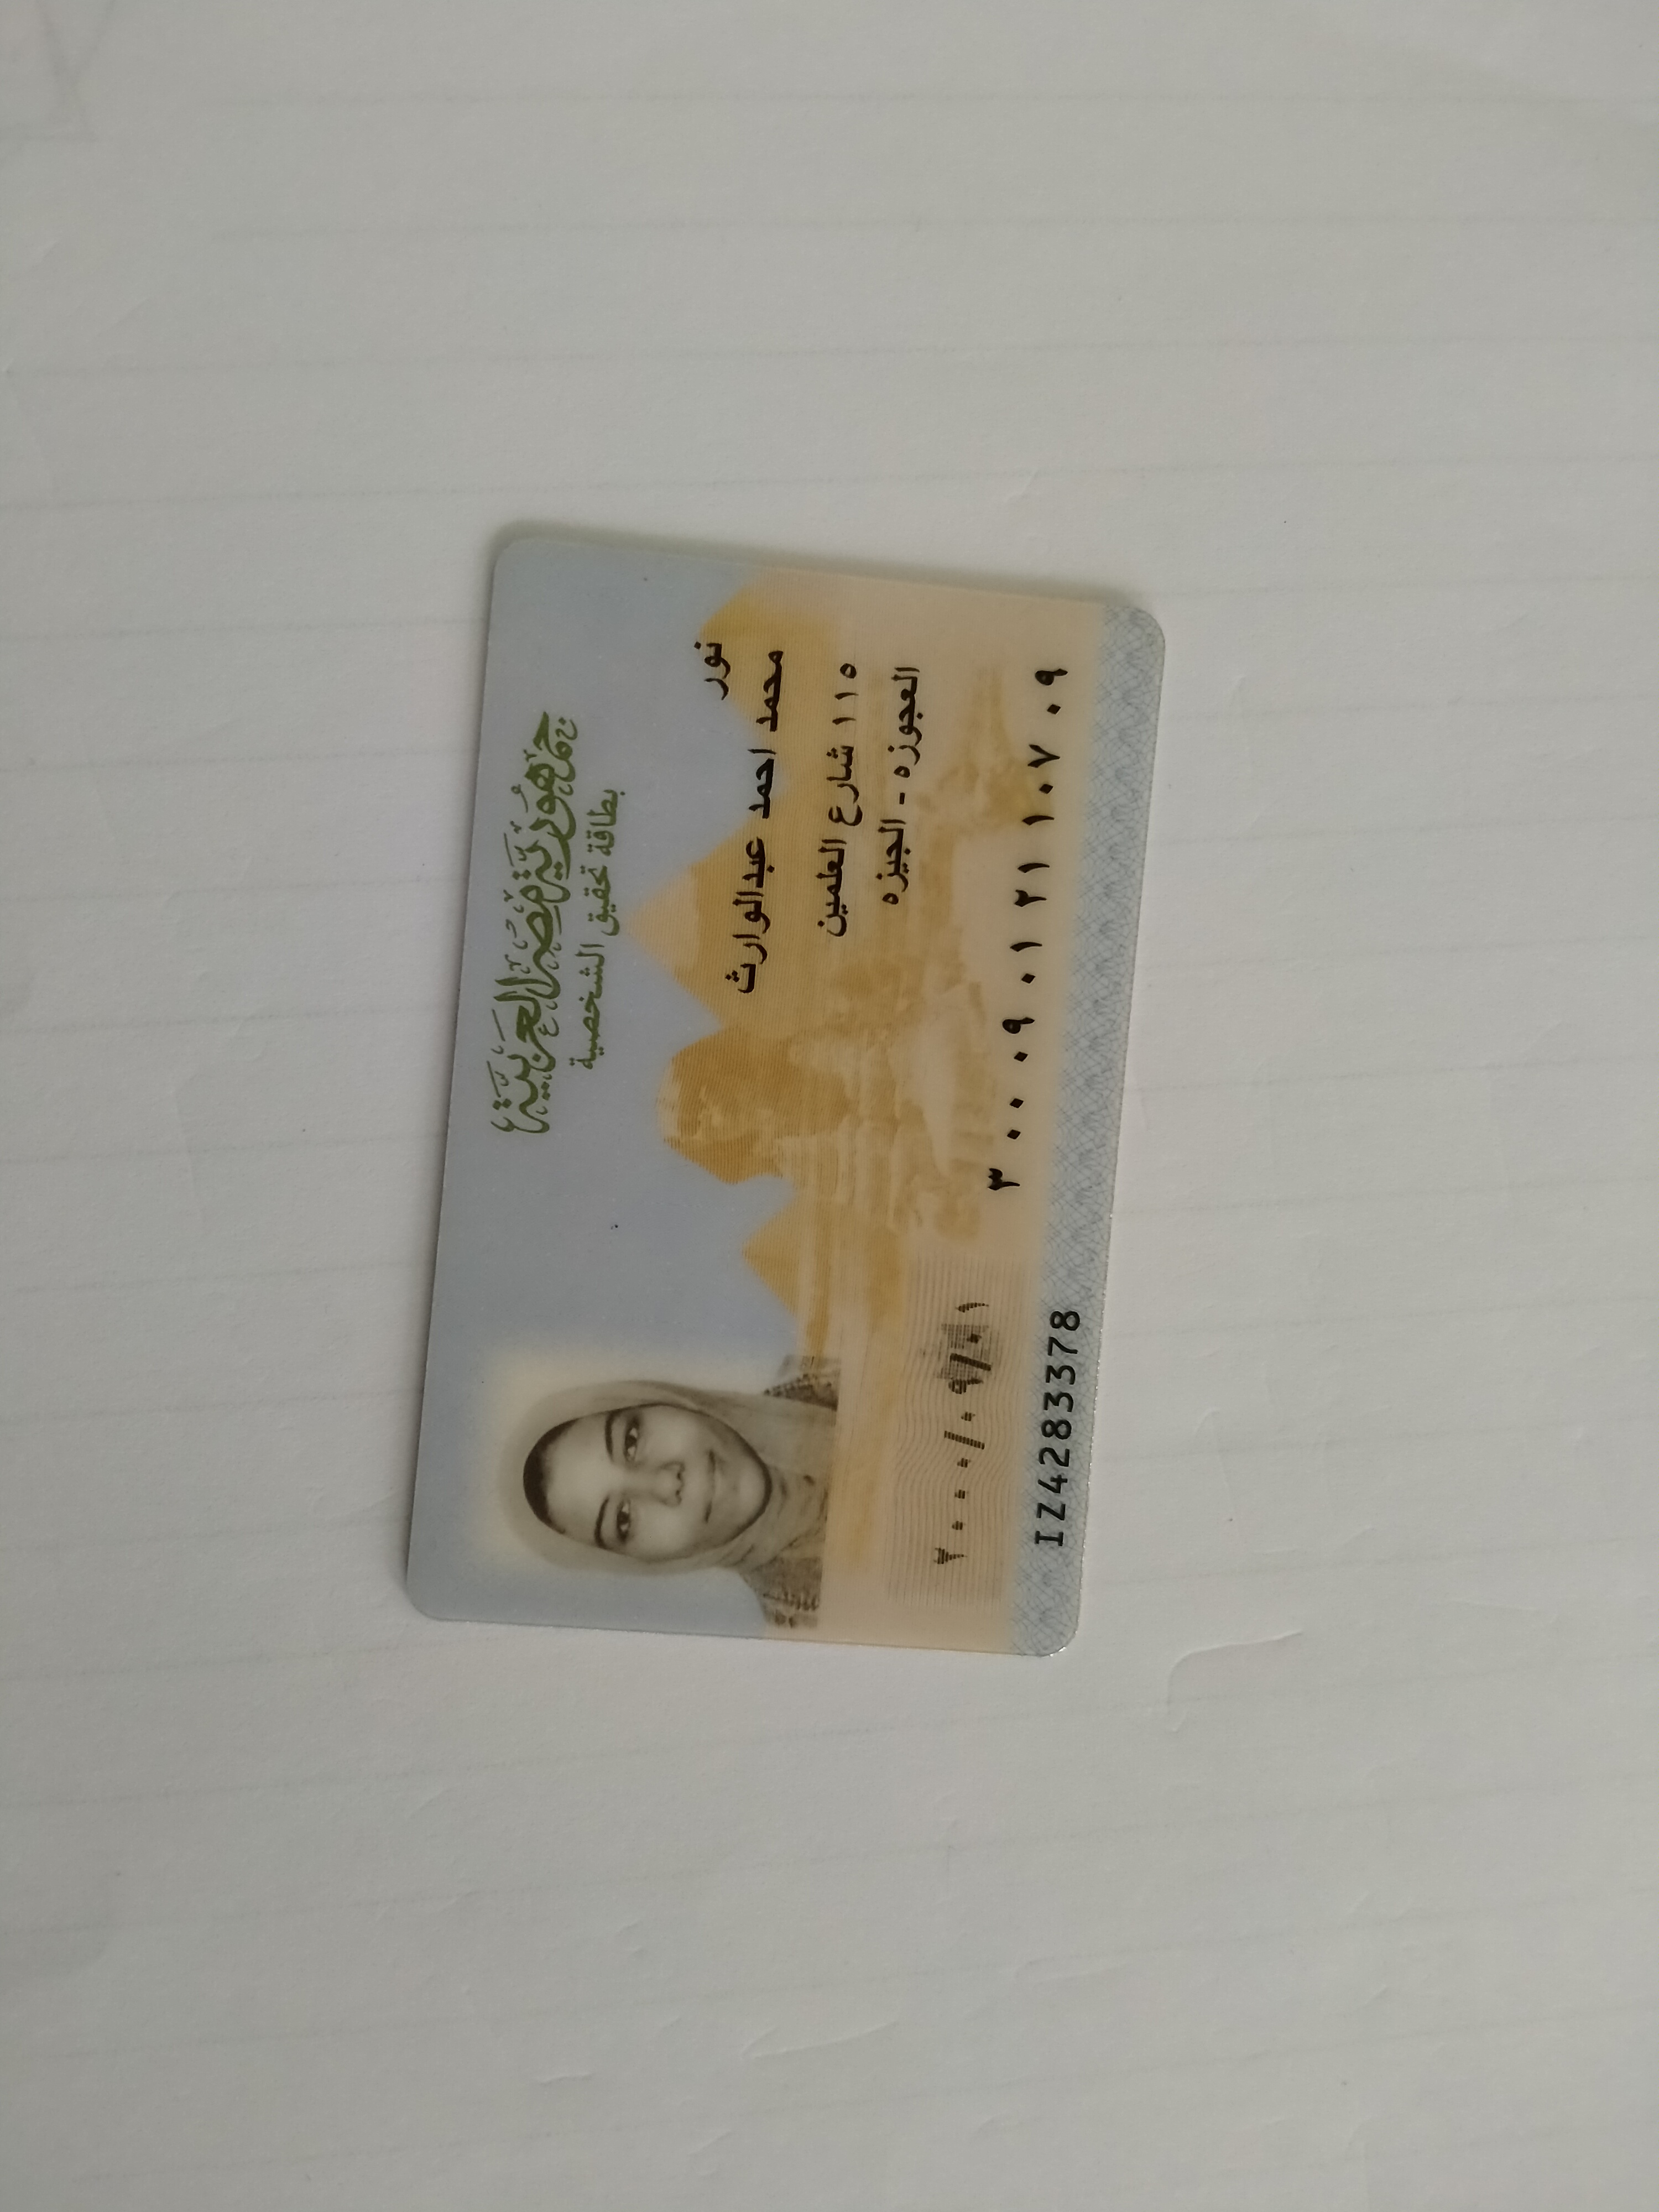 جمهورية مصر العربية
بطاقة تحقيق الشخصية
نور
محمد احمد عبدالوارث
١١٥ شارع العلمين
العجوزه - الجيزه
٣٠٠٠٩٠١٢١١٠٧٠٩
٢٠٠٠/٠٩/٠١
IZ4283378